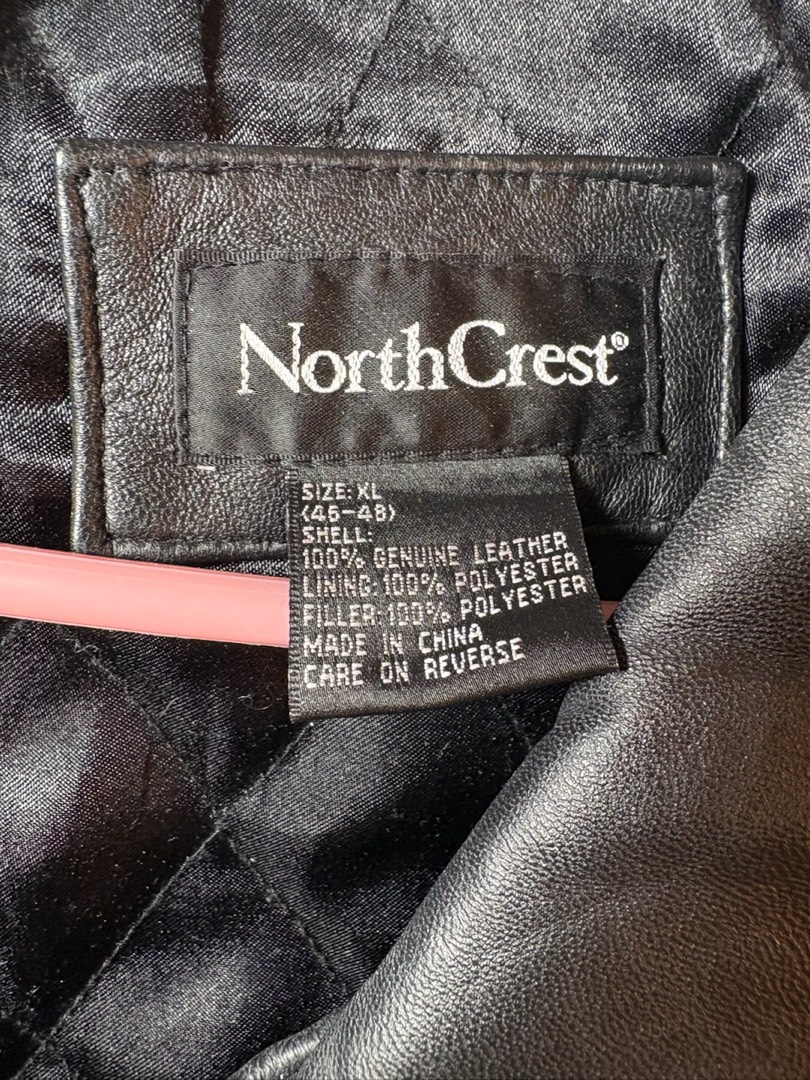 NorthCrest®
SIZE: XL
(46-48)
SHELL:
100% GENUINE LEATHER
LINING:100% POLYESTER
FILLER:100% POLYESTER
MADE IN CHINA
CARE ON REVERSE